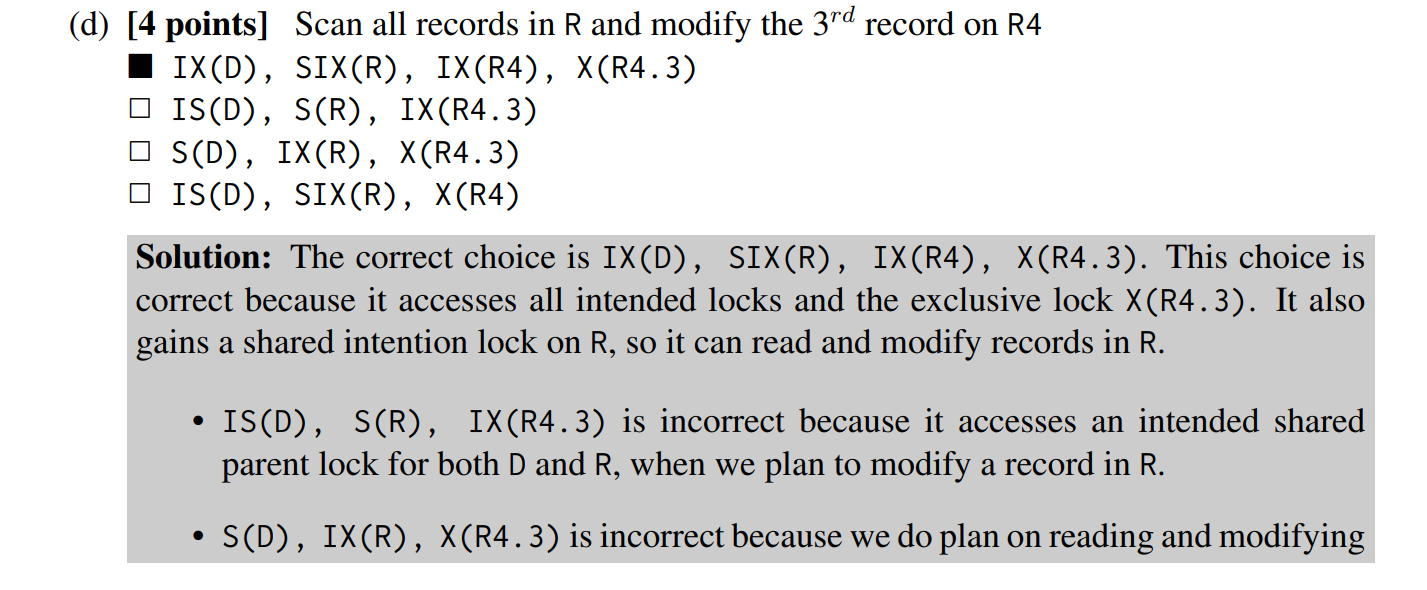 (d) [4 points] Scan all records in R and modify the 3rd record on R4
■ IX(D), SIX(R), IX(R4), X(R4.3)
□ IS(D), S(R), IX(R4.3)
□ S(D), IX(R), X(R4.3)
□ IS(D), SIX(R), X(R4)
Solution: The correct choice is IX(D), SIX(R), IX(R4), X(R4.3). This choice is
correct because it accesses all intended locks and the exclusive lock X(R4.3). It also
gains a shared intention lock on R, so it can read and modify records in R.
• IS(D), S(R), IX(R4.3) is incorrect because it accesses an intended shared
parent lock for both D and R, when we plan to modify a record in R.
• S(D), IX(R), X(R4.3) is incorrect because we do plan on reading and modifying